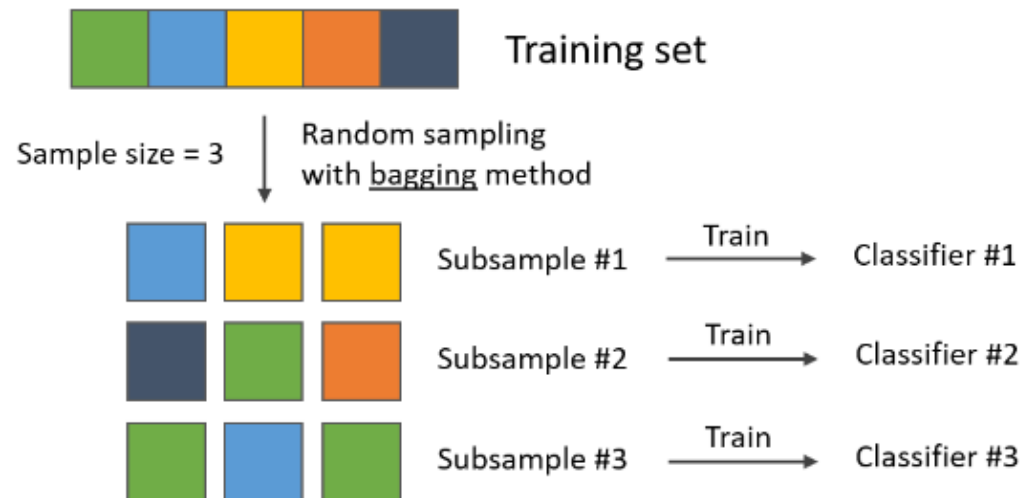 Training set
Sample size = 3
Random sampling
with bagging method
Subsample #1
Train
Classifier #1
Subsample #2
Train
Classifier #2
Subsample #3
Train
Classifier #3